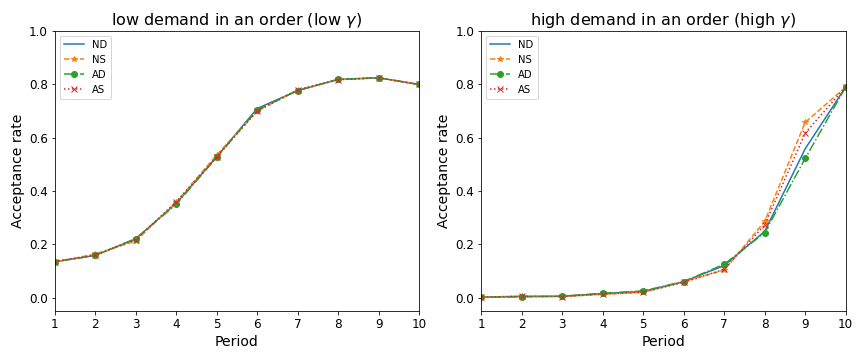 low demand in an order (low γ)
ND
NS
AD
AS
Acceptance rate
1.0
0.8
0.6
0.4
0.2
0.0
1 2 3 4 5 6 7 8 9 10
Period
high demand in an order (high γ)
ND
NS
AD
AS
Acceptance rate
1.0
0.8
0.6
0.4
0.2
0.0
1 2 3 4 5 6 7 8 9 10
Period